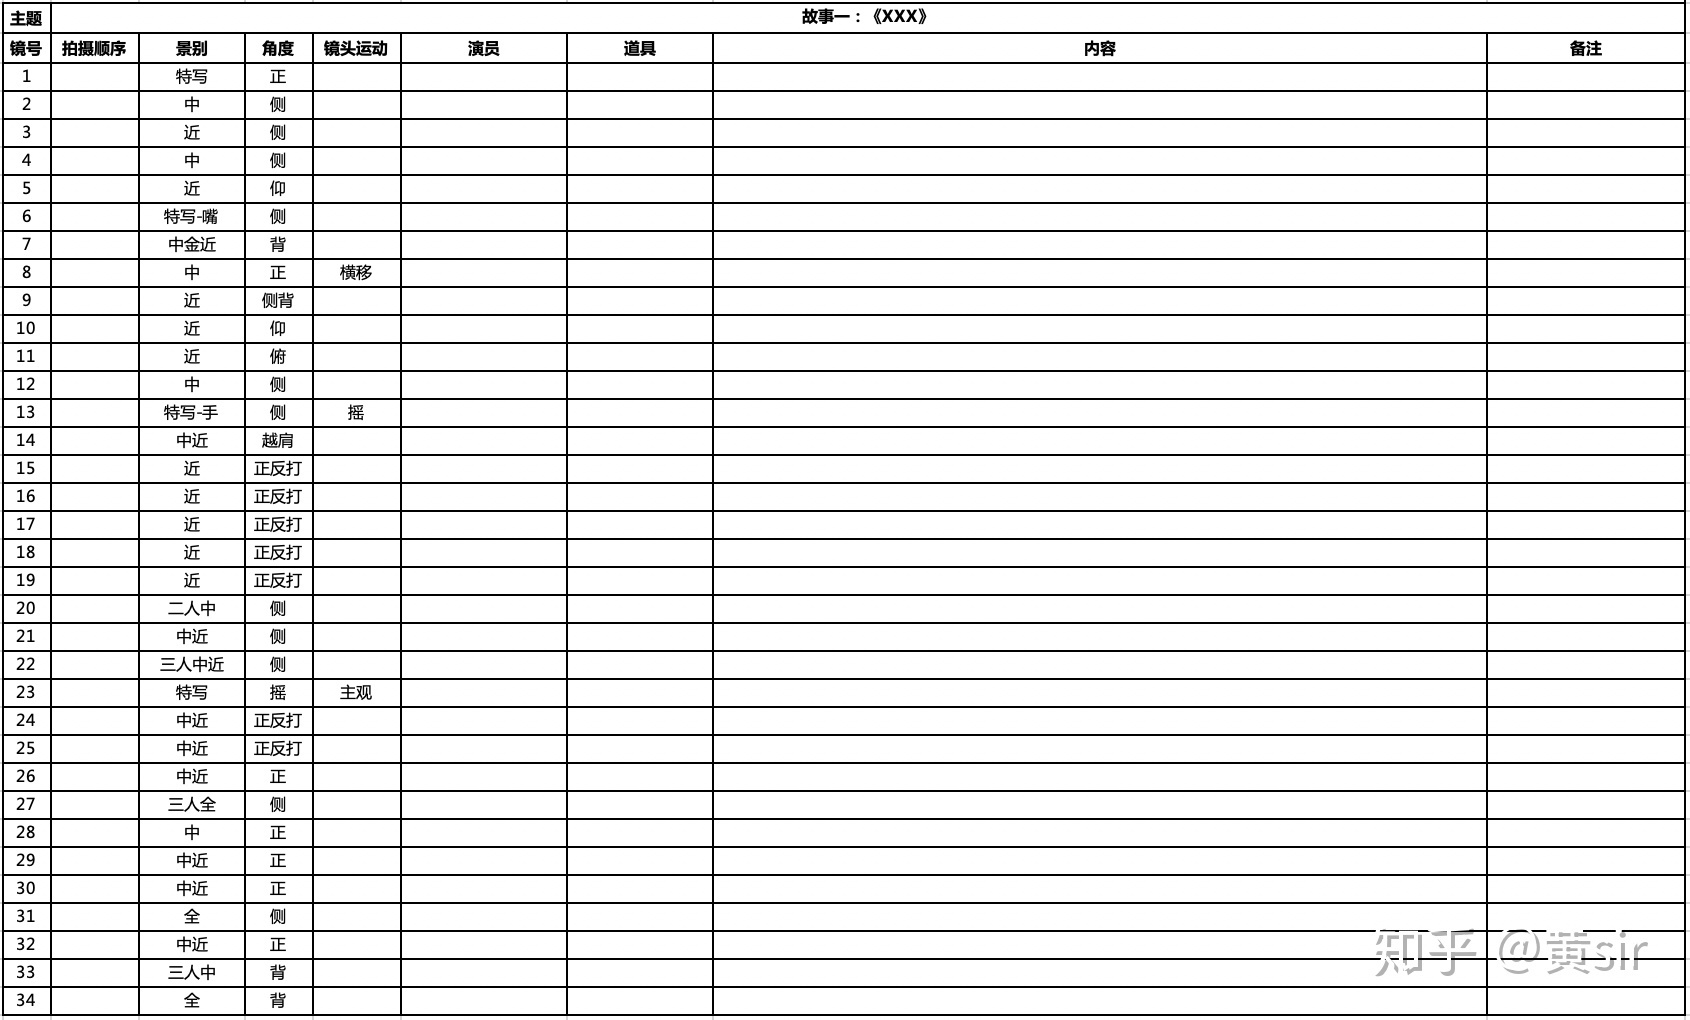 主题 故事一：《XXX》
镜号 拍摄顺序 景别 角度 镜头运动 演员 道具 内容 备注
1 特写 正
2 中 侧
3 近 侧
4 中 侧
5 近 仰
6 特写-嘴 侧
7 中金近 背
8 中 正 横移
9 近 侧背
10 近 仰
11 近 俯
12 中 侧
13 特写-手 侧 摇
14 中近 越肩
15 近 正反打
16 近 正反打
17 近 正反打
18 近 正反打
19 近 正反打
20 二人中 侧
21 中近 侧
22 三人中近 侧
23 特写 摇 主观
24 中近 正反打
25 中近 正反打
26 中近 正
27 三人全 侧
28 中 正
29 中近 正
30 中近 正
31 全 侧
32 中近 正
33 三人中 背
34 全 背
知乎 @黄sir